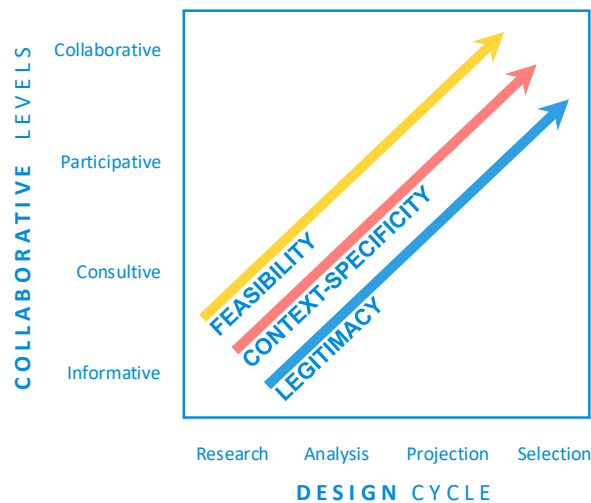 COLLABORATIVE LEVELS
Collaborative
Participative
Consultive
Informative
FEASIBILITY
CONTEXT-SPECIFICITY
LEGITIMACY
Research Analysis Projection Selection
DESIGN CYCLE